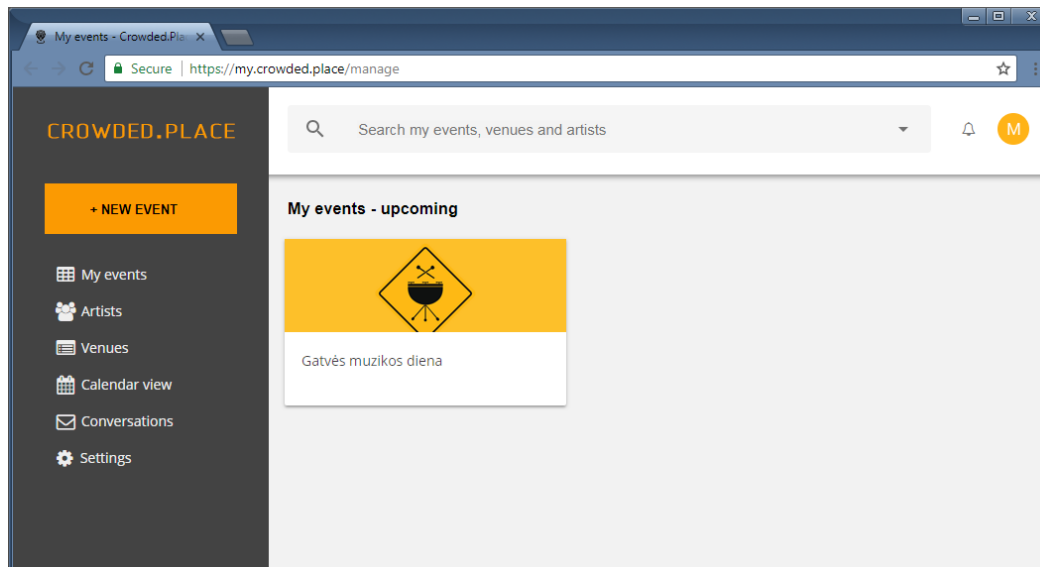 My events - Crowded.Pla
Secure | https://my.crowded.place/manage
CROWDED.PLACE
Search my events, venues and artists
M
+ NEW EVENT
My events - upcoming
My events
Artists
Venues
Calendar view
Conversations
Settings
Gatvės muzikos diena